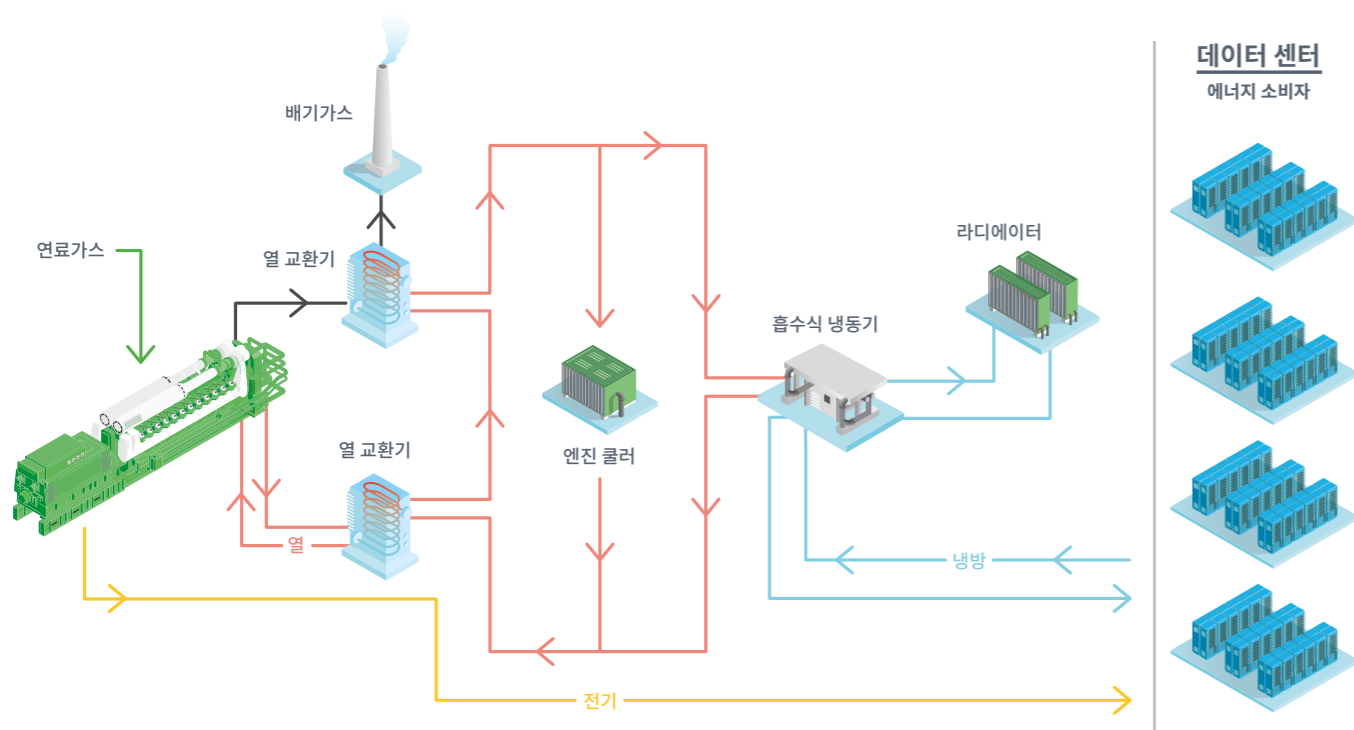 데이터 센터
에너지 소비자
배기가스
연료가스
열 교환기
라디에이터
흡수식 냉동기
열 교환기
엔진 쿨러
열
냉방
전기